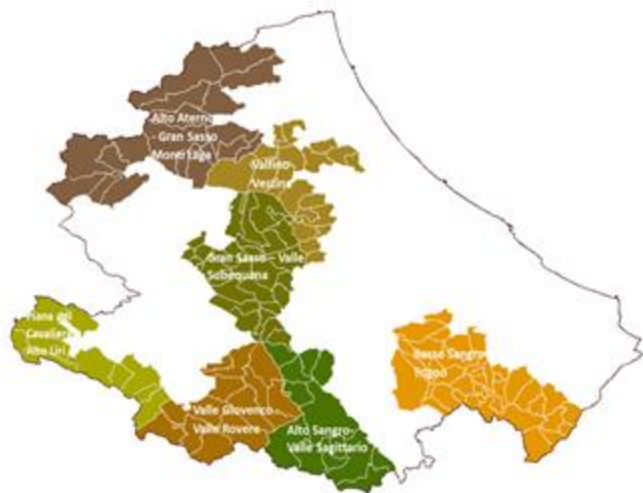 Alto Aterno
- Gran Sasso
Monti Laga
Vallino
Vestina
Gran Sasso – Valle
Subequana
Piana del
Cavaliere
Alto Liri
Basso Sangro-
Trigno
Valle Giovenco -
Valle Roveto
Alto Sangro-
Valle Sagittario